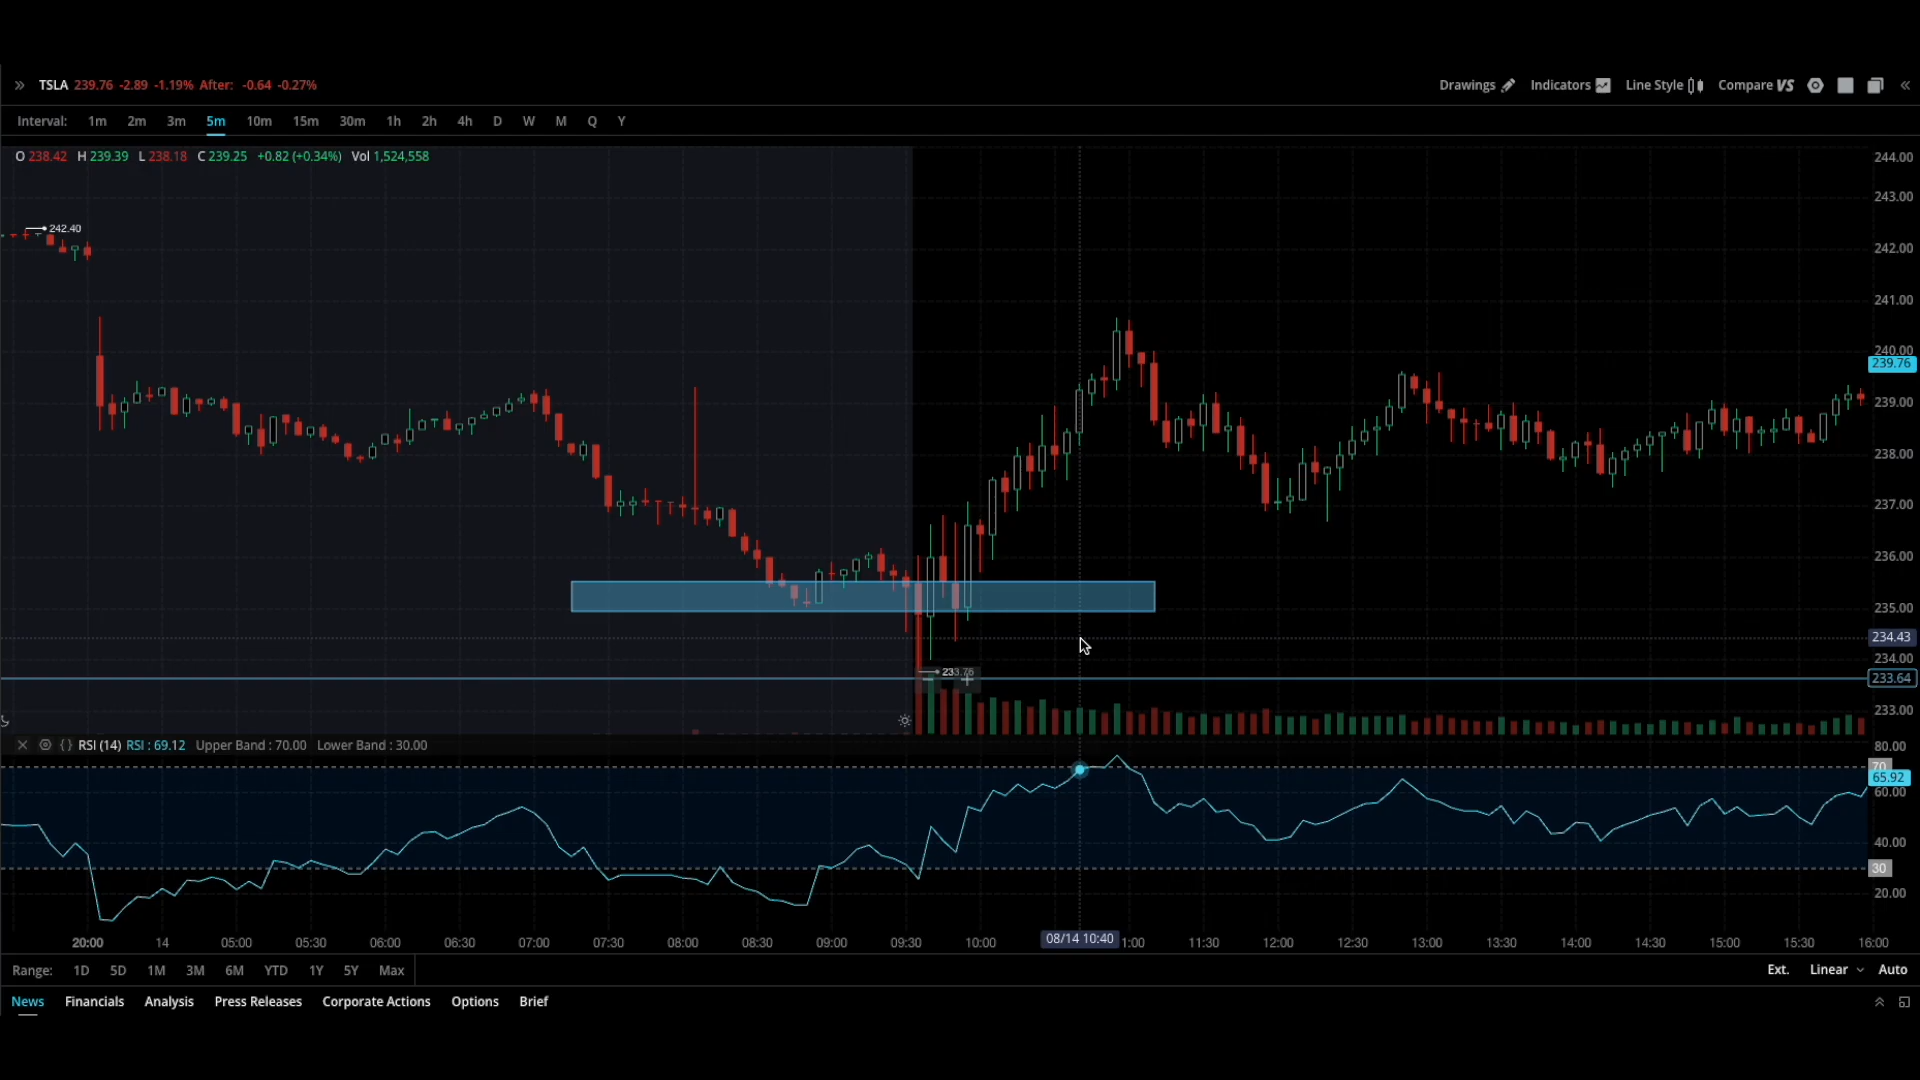 TSLA 239.76 -2.89 -1.19% After: -0.64 -0.27%
Drawings Indicators Line Style Compare VS
Interval: 1m 2m 3m 5m 10m 15m 30m 1h 2h 4h D W M Q Y
O 238.42 H 239.39 L 238.18 C 239.25 +0.82 (+0.34%) Vol 1,524,558
244.00
243.00
242.40
242.00
241.00
240.00
239.76
239.00
238.00
237.00
236.00
235.00
234.43
234.00
233.76
233.64
233.00
RSI (14) RSI : 69.12 Upper Band : 70.00 Lower Band : 30.00
80.00
70
65.92
60.00
40.00
30
20.00
20:00 14 05:00 05:30 06:00 06:30 07:00 07:30 08:00 08:30 09:00 09:30 10:00 08/14 10:40 1:00 11:30 12:00 12:30 13:00 13:30 14:00 14:30 15:00 15:30 16:00
Range: 1D 5D 1M 3M 6M YTD 1Y 5Y Max
Ext. Linear Auto
News Financials Analysis Press Releases Corporate Actions Options Brief